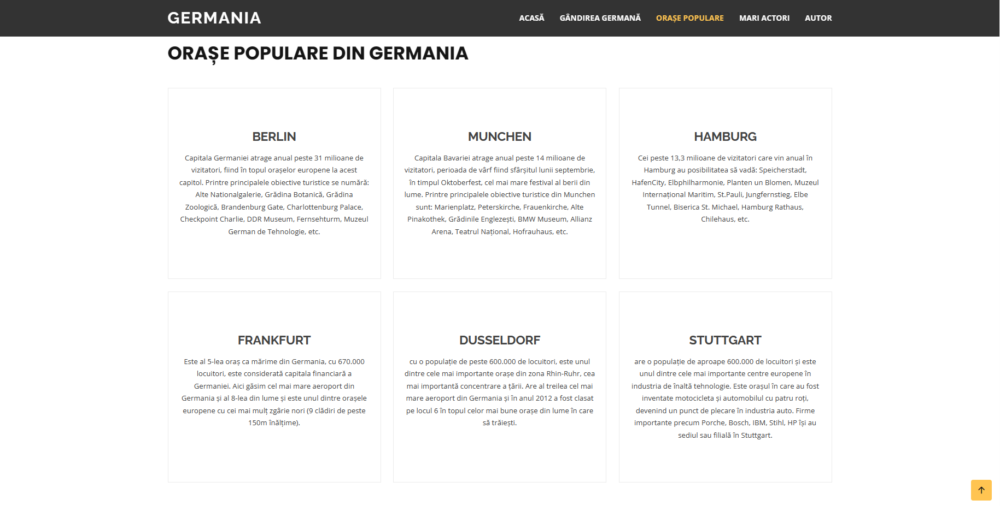 GERMANIA
ACASĂ GÂNDIREA GERMANĂ ORAȘE POPULARE MARI ACTORI AUTOR
ORAȘE POPULARE DIN GERMANIA
BERLIN
Capitala Germaniei atrage anual peste 31 milioane de
vizitatori, fiind în topul orașelor europene la acest
capitol. Printre principalele obiective turistice se numără:
Alte Nationalgalerie, Grădina Botanică, Grădina
Zoologică, Brandenburg Gate, Charlottenburg Palace,
Checkpoint Charlie, DDR Museum, Fernsehturm, Muzeul
German de Tehnologie, etc.
MUNCHEN
Capitala Bavariei atrage anual peste 14 milioane de
vizitatori, perioada de vârf fiind sfârșitul lunii septembrie,
în timpul Oktoberfest, cel mai mare festival al berii din
lume. Printre principalele obiective turistice din Munchen
sunt: Marienplatz, Peterskirche, Frauenkirche, Alte
Pinakothek, Grădinile Englezești, BMW Museum, Allianz
Arena, Teatrul Național, Hofrauhaus, etc.
HAMBURG
Cei peste 13,3 milioane de vizitatori care vin anual în
Hamburg au posibilitatea să vadă: Speicherstadt,
HafenCity, Elbphilharmonie, Planten un Blomen, Muzeul
Internațional Maritim, St.Pauli, Jungfernstieg, Elbe
Tunnel, Biserica St. Michael, Hamburg Rathaus,
Chilehaus, etc.
FRANKFURT
Este al 5-lea oraș ca mărime din Germania, cu 670.000
locuitori, este considerată capitala financiară a
Germaniei. Aici găsim cel mai mare aeroport din
Germania și al 8-lea din lume și este unul dintre orașele
europene cu cei mai mulț zgârie nori (9 clădiri de peste
150m înălțime).
DUSSELDORF
cu o populație de peste 600.000 de locuitori, este unul
dintre cele mai importante orașe din zona Rhin-Ruhr, cea
mai importantă concentrare a țării. Are al treilea cel mai
mare aeroport din Germania și în anul 2012 a fost clasat
pe locul 6 în topul celor mai bune orașe din lume în care
să trăiești.
STUTTGART
are o populație de aproape 600.000 de locuitori și este
unul dintre cele mai importante centre europene în
industria de înaltă tehnologie. Este orașul în care au fost
inventate motocicleta și automobilul cu patru roți,
devenind un punct de plecare în industria auto. Firme
importante precum Porche, Bosch, IBM, Stihl, HP își au
sediul sau filială în Stuttgart.